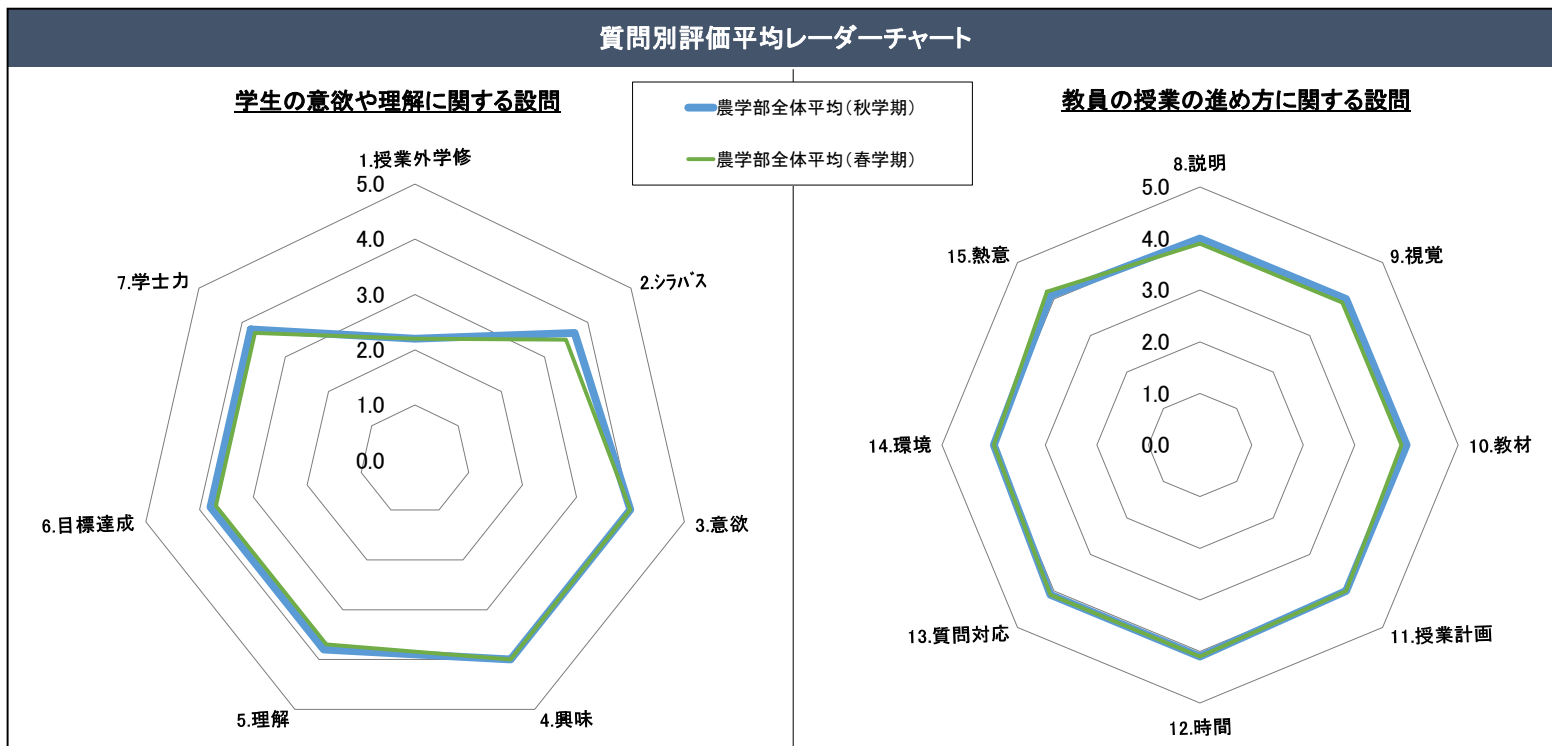 質問別評価平均レーダーチャート
学生の意欲や理解に関する設問
農学部全体平均（秋学期）
農学部全体平均（春学期）
教員の授業の進め方に関する設問
1.授業外学修
5.0
4.0
3.0
2.0
1.0
0.0
2.ｼﾗﾊﾞｽ
3.意欲
4.興味
5.理解
6.目標達成
7.学士力
8.説明
5.0
4.0
3.0
2.0
1.0
0.0
9.視覚
10.教材
11.授業計画
12.時間
13.質問対応
14.環境
15.熱意